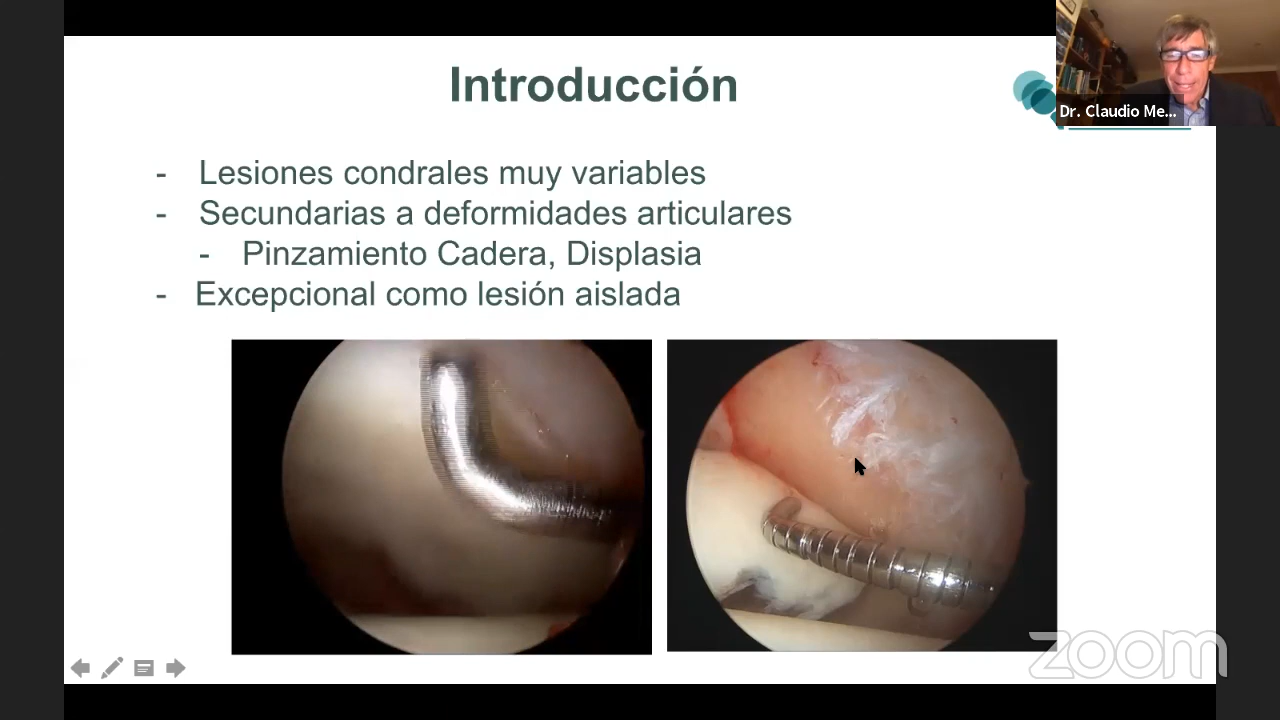 Introducción
Dr. Claudio Me...
- Lesiones condrales muy variables
- Secundarias a deformidades articulares
- Pinzamiento Cadera, Displasia
- Excepcional como lesión aislada
zoom